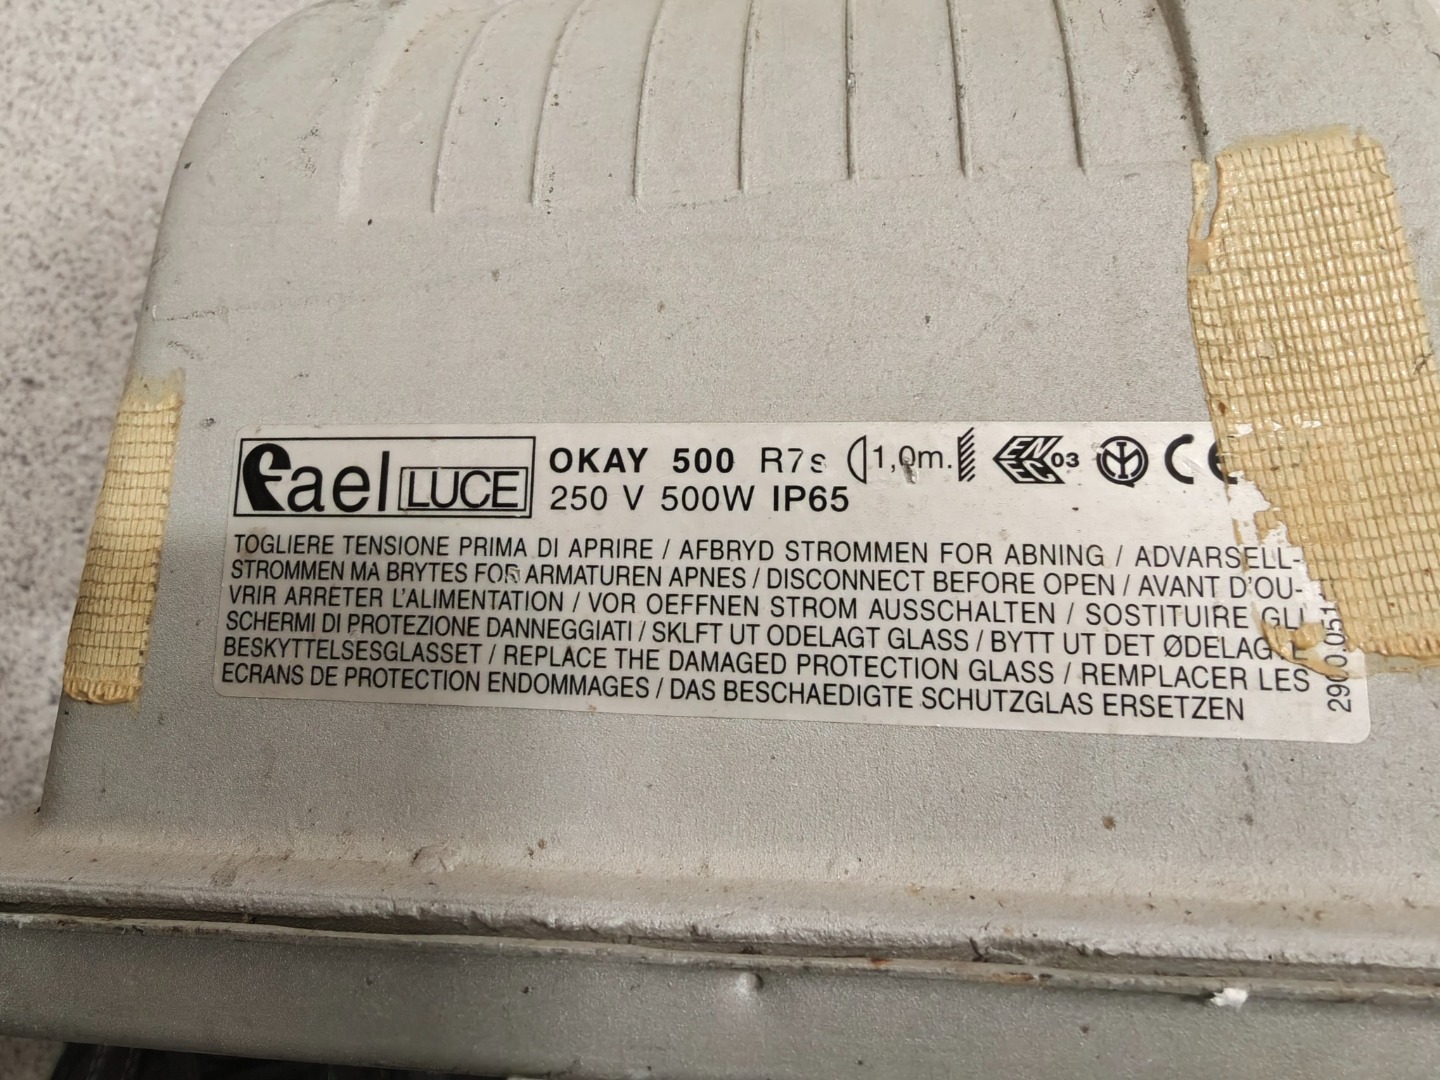 fael LUCE
OKAY 500 R7s 1,0m. ENEC 03 CE
250 V 500W IP65
TOGLIERE TENSIONE PRIMA DI APRIRE / AFBRYD STROMMEN FOR ABNING / ADVARSELL-
STROMMEN MA BRYTES FOR ARMATUREN APNES / DISCONNECT BEFORE OPEN / AVANT D'OU-
VRIR ARRETER L'ALIMENTATION / VOR OEFFNEN STROM AUSSCHALTEN / SOSTITUIRE GLI
SCHERMI DI PROTEZIONE DANNEGGIATI / SKLFT UT ODELAGT GLASS / BYTT UT DET ØDELAGTE
BESKYTTELSESGLASSET / REPLACE THE DAMAGED PROTECTION GLASS / REMPLACER LES
ECRANS DE PROTECTION ENDOMMAGES / DAS BESCHAEDIGTE SCHUTZGLAS ERSETZEN